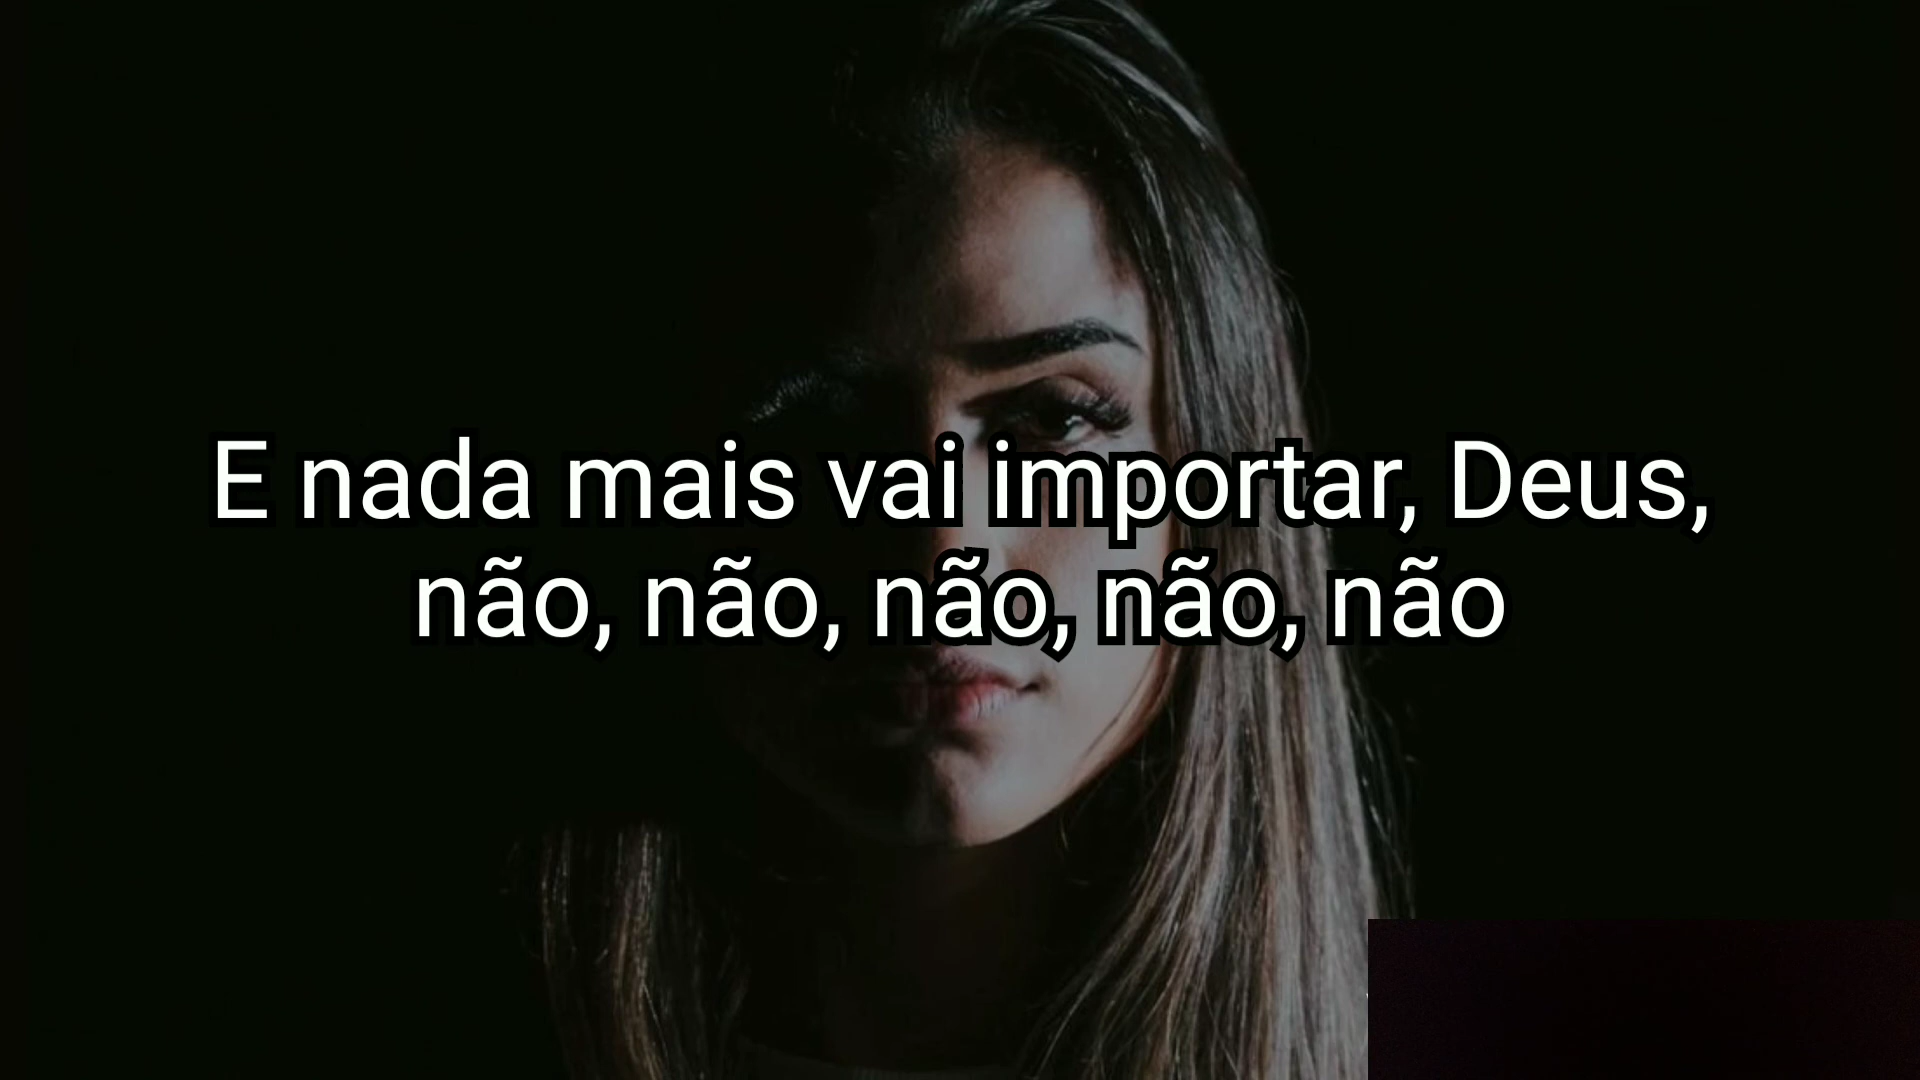 E nada mais vai importar, Deus,
não, não, não, não, não